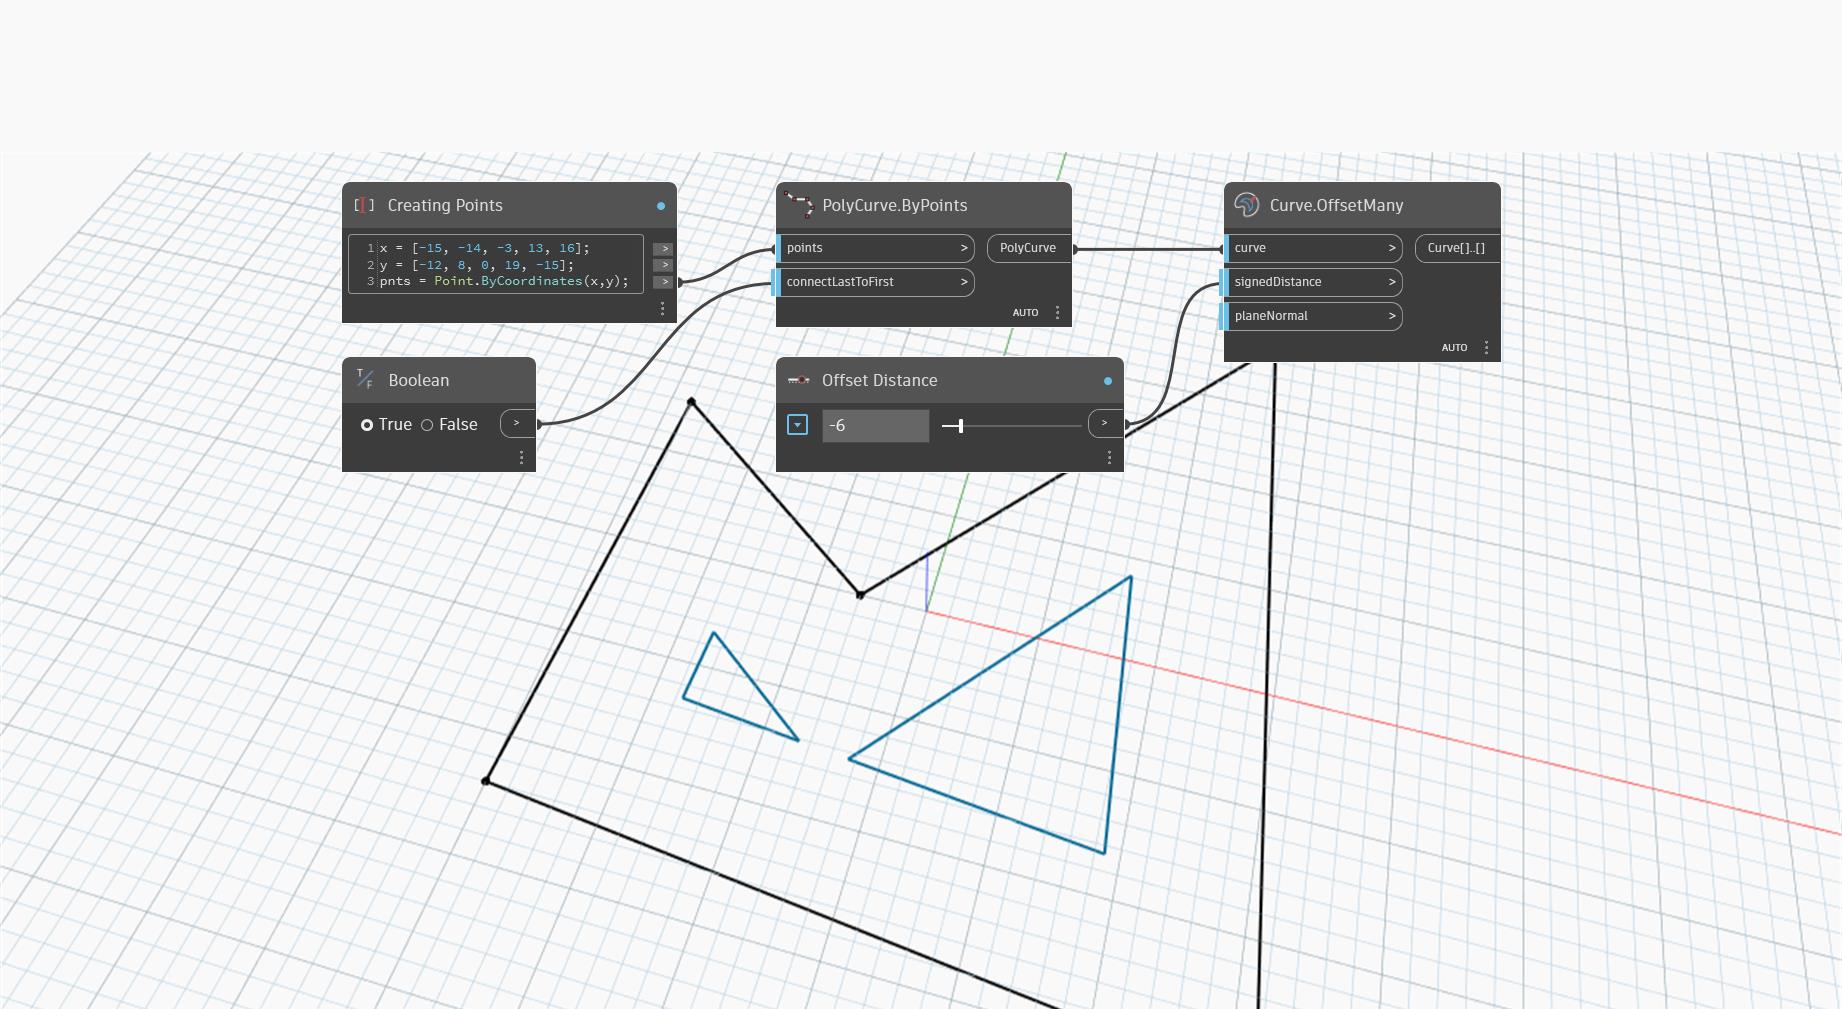 Creating Points
1 x = [-15, -14, -3, 13, 16];
2 y = [-12, 8, 0, 19, -15];
3 pnts = Point.ByCoordinates(x,y);
>
>
>
Boolean
T/F
True False >
PolyCurve.ByPoints
points > PolyCurve
connectLastToFirst >
AUTO
Offset Distance
-6 >
Curve.OffsetMany
curve > Curve[]..[]
signedDistance >
planeNormal >
AUTO